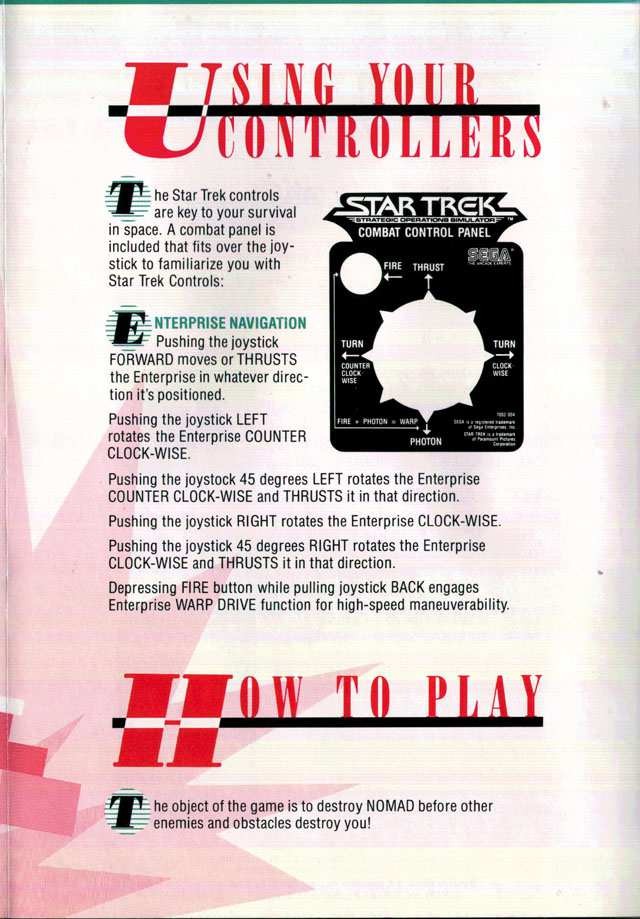 USING YOUR
CONTROLLERS
The Star Trek controls
are key to your survival
in space. A combat panel is
included that fits over the joy-
stick to familiarize you with
Star Trek Controls:
STAR TREK
STRATEGIC OPERATIONS SIMULATOR ™
COMBAT CONTROL PANEL
SEGA®
THE ARCADE EXPERTS
FIRE THRUST
TURN
COUNTER
CLOCK
WISE
TURN
CLOCK
WISE
FIRE + PHOTON = WARP
PHOTON
SEGA is a registered trademark
of Sega Enterprises, Inc.
STAR TREK is a trademark
of Paramount Pictures
Corporation
ENTERPRISE NAVIGATION
Pushing the joystick
FORWARD moves or THRUSTS
the Enterprise in whatever direc-
tion it's positioned.
Pushing the joystick LEFT
rotates the Enterprise COUNTER
CLOCK-WISE.
Pushing the joystock 45 degrees LEFT rotates the Enterprise
COUNTER CLOCK-WISE and THRUSTS it in that direction.
Pushing the joystick RIGHT rotates the Enterprise CLOCK-WISE.
Pushing the joystick 45 degrees RIGHT rotates the Enterprise
CLOCK-WISE and THRUSTS it in that direction.
Depressing FIRE button while pulling joystick BACK engages
Enterprise WARP DRIVE function for high-speed maneuverability.
HOW TO PLAY
The object of the game is to destroy NOMAD before other
enemies and obstacles destroy you!